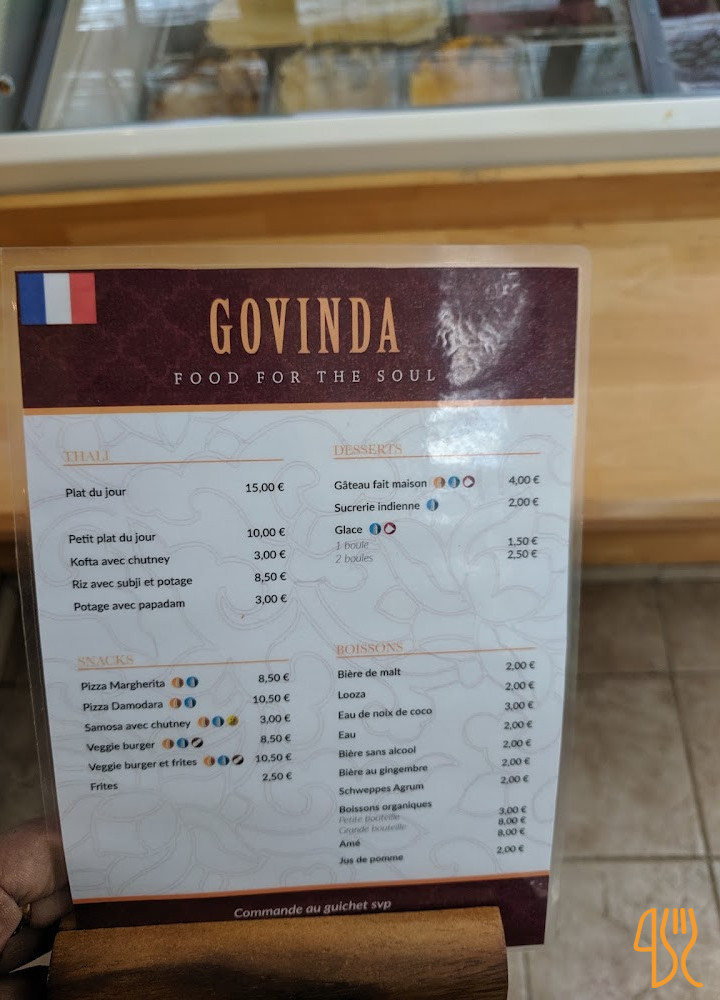 GOVINDA
FOOD FOR THE SOUL
THALI
Plat du jour 15,00 €
Petit plat du jour 10,00 €
Kofta avec chutney 3,00 €
Riz avec subji et potage 8,50 €
Potage avec papadam 3,00 €
SNACKS
Pizza Margherita 8,50 €
Pizza Damodara 10,50 €
Samosa avec chutney 3,00 €
Veggie burger 8,50 €
Veggie burger et frites 10,50 €
Frites 2,50 €
DESSERTS
Gâteau fait maison 4,00 €
Sucrerie indienne 2,00 €
Glace
1 boule 1,50 €
2 boules 2,50 €
BOISSONS
Bière de malt 2,00 €
Looza 2,00 €
Eau de noix de coco 3,00 €
Eau 2,00 €
Bière sans alcool 2,00 €
Bière au gingembre 2,00 €
Schweppes Agrum 2,00 €
Boissons organiques
Petite bouteille 3,00 €
Grande bouteille 8,00 €
Amé 8,00 €
Jus de pomme 2,00 €
Commande au guichet svp